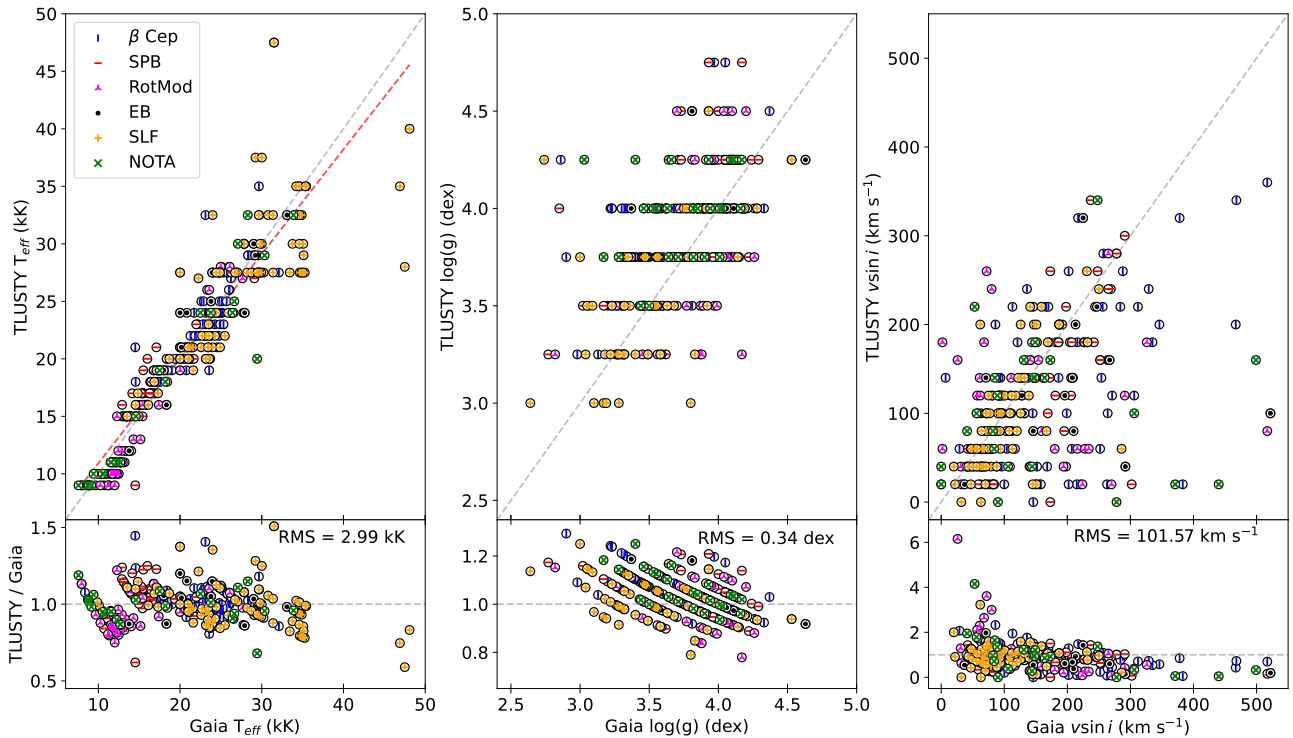 50
45
40
35
30
25
20
15
10
TLUSTY T_eff (kK)
β Cep
SPB
RotMod
EB
SLF
NOTA
5.0
4.5
4.0
3.5
3.0
2.5
TLUSTY log(g) (dex)
500
400
300
200
100
0
TLUSTY vsin i (km s⁻¹)
1.5
1.0
0.5
TLUSTY / Gaia
RMS = 2.99 kK
10 20 30 40 50
Gaia T_eff (kK)
1.2
1.0
0.8
RMS = 0.34 dex
2.5 3.0 3.5 4.0 4.5 5.0
Gaia log(g) (dex)
6
4
2
0
RMS = 101.57 km s⁻¹
0 100 200 300 400 500
Gaia vsin i (km s⁻¹)